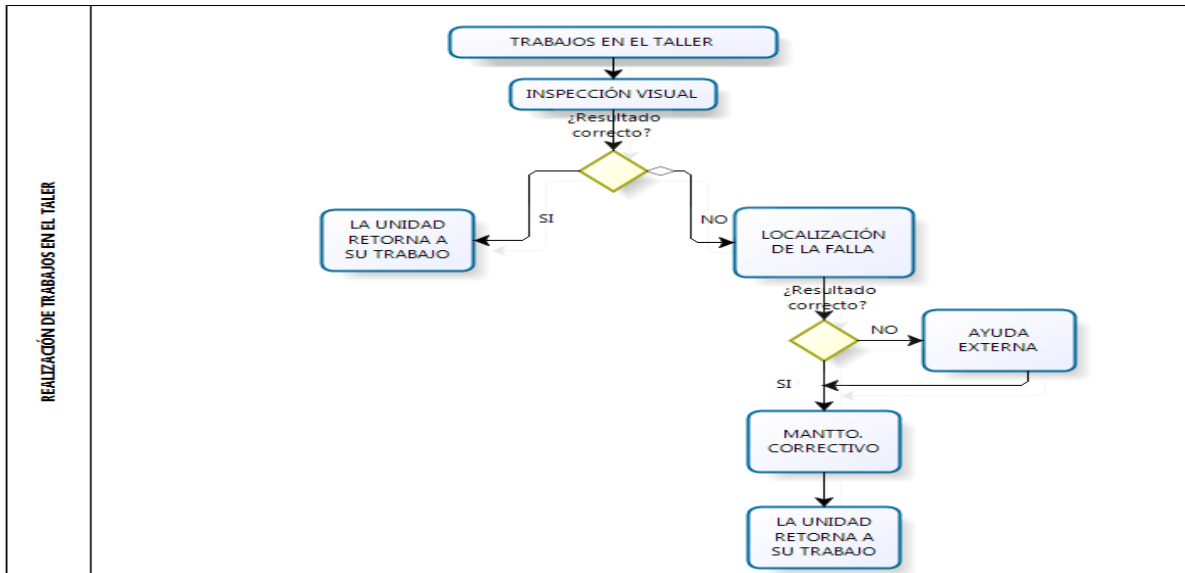 REALIZACIÓN DE TRABAJOS EN EL TALER
TRABAJOS EN EL TALLER
INSPECCIÓN VISUAL
¿Resultado
correcto?
SI
NO
LA UNIDAD
RETORNA A
SU TRABAJO
LOCALIZACIÓN
DE LA FALLA
¿Resultado
correcto?
NO
AYUDA
EXTERNA
SI
MANTTO.
CORRECTIVO
LA UNIDAD
RETORNA A
SU TRABAJO